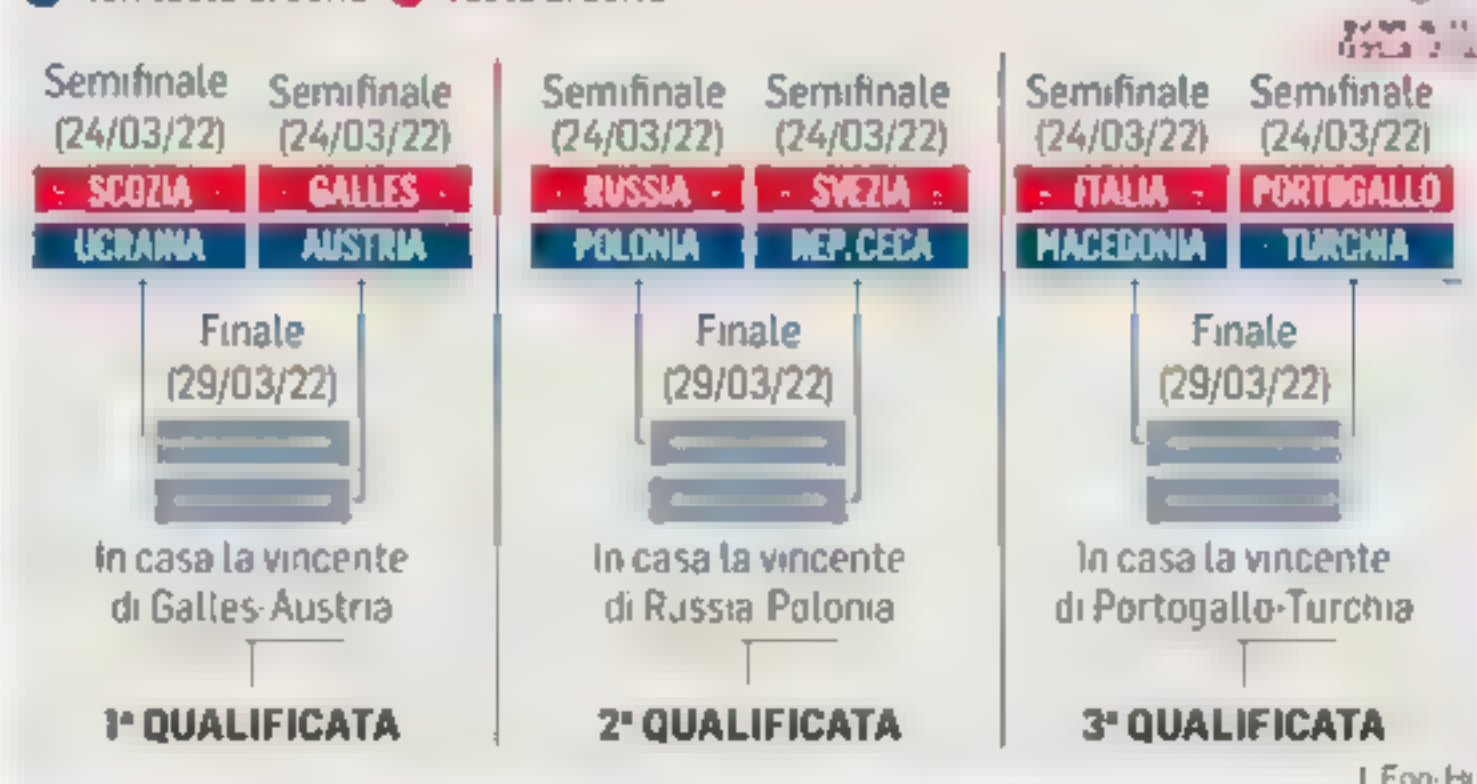 Semifinale
(24/03/22)
SCOZIA
UCRAINA
Semifinale
(24/03/22)
GALLES
AUSTRIA
Finale
(29/03/22)
In casa la vincente
di Galles-Austria
1ª QUALIFICATA
Semifinale
(24/03/22)
RUSSIA
POLONIA
Semifinale
(24/03/22)
SVEZIA
REP.CECA
Finale
(29/03/22)
In casa la vincente
di Russia Polonia
2ª QUALIFICATA
Semifinale
(24/03/22)
ITALIA
MACEDONIA
Semifinale
(24/03/22)
PORTOGALLO
TURCHIA
Finale
(29/03/22)
In casa la vincente
di Portogallo-Turchia
3ª QUALIFICATA